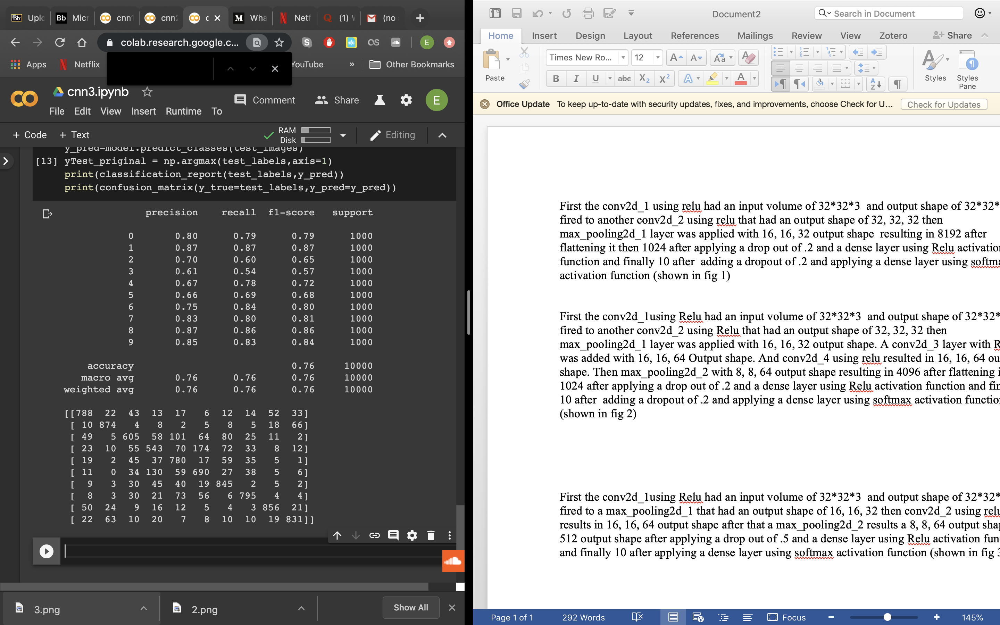 Bb Uplo
Bb Micr
cnn1
cnn2
c
M Wha
Netf
Q (1) V
(no
colab.research.google.c...
Apps
Netflix
YouTube
»
Other Bookmarks
cnn3.ipynb
Comment
Share
E
File Edit View Insert Runtime To
+ Code + Text
RAM
Disk
Editing
y_pred=model.predict_classes(test_images)
[13] yTest_priginal = np.argmax(test_labels,axis=1)
print(classification_report(test_labels,y_pred))
print(confusion_matrix(y_true=test_labels,y_pred=y_pred))
precision recall f1-score support
0 0.80 0.79 0.79 1000
1 0.87 0.87 0.87 1000
2 0.70 0.60 0.65 1000
3 0.61 0.54 0.57 1000
4 0.67 0.78 0.72 1000
5 0.66 0.69 0.68 1000
6 0.75 0.84 0.80 1000
7 0.83 0.80 0.81 1000
8 0.87 0.86 0.86 1000
9 0.85 0.83 0.84 1000
accuracy 0.76 10000
macro avg 0.76 0.76 0.76 10000
weighted avg 0.76 0.76 0.76 10000
[[788 22 43 13 17 6 12 14 52 33]
[ 10 874 4 8 2 5 8 5 18 66]
[ 49 5 605 58 101 64 80 25 11 2]
[ 23 10 55 543 70 174 72 33 8 12]
[ 19 2 45 37 780 17 59 35 5 1]
[ 11 0 34 130 59 690 27 38 5 6]
[ 9 3 30 45 40 19 845 2 5 2]
[ 8 3 30 21 73 56 6 795 4 4]
[ 50 24 9 16 12 5 4 3 856 21]
[ 22 63 10 20 7 8 10 10 19 831]]
3.png
2.png
Show All
Document2
Search in Document
Home Insert Design Layout References Mailings Review View Zotero Share
Paste
Times New Ro... 12
B I U abc X2 X2
Styles
Styles Pane
Office Update To keep up-to-date with security updates, fixes, and improvements, choose Check for U...
Check for Updates
First the conv2d_1 using relu had an input volume of 32*32*3 and output shape of 32*32*
fired to another conv2d_2 using relu that had an output shape of 32, 32, 32 then
max_pooling2d_1 layer was applied with 16, 16, 32 output shape resulting in 8192 after
flattening it then 1024 after applying a drop out of .2 and a dense layer using Relu activation
function and finally 10 after adding a dropout of .2 and applying a dense layer using softma
activation function (shown in fig 1)
First the conv2d_1using Relu had an input volume of 32*32*3 and output shape of 32*32*
fired to another conv2d_2 using Relu that had an output shape of 32, 32, 32 then
max_pooling2d_1 layer was applied with 16, 16, 32 output shape. A conv2d_3 layer with R
was added with 16, 16, 64 Output shape. And conv2d_4 using relu resulted in 16, 16, 64 ou
shape. Then max_pooling2d_2 with 8, 8, 64 output shape resulting in 4096 after flattening i
1024 after applying a drop out of .2 and a dense layer using Relu activation function and fin
10 after adding a dropout of .2 and applying a dense layer using softmax activation functio
(shown in fig 2)
First the conv2d_1using Relu had an input volume of 32*32*3 and output shape of 32*32*
fired to a max_pooling2d_1 that had an output shape of 16, 16, 32 then conv2d_2 using relu
results in 16, 16, 64 output shape after that a max_pooling2d_2 results a 8, 8, 64 output shap
512 output shape after applying a drop out of .5 and a dense layer using Relu activation fun
and finally 10 after applying a dense layer using softmax activation function (shown in fig 3
Page 1 of 1
292 Words
Focus
145%